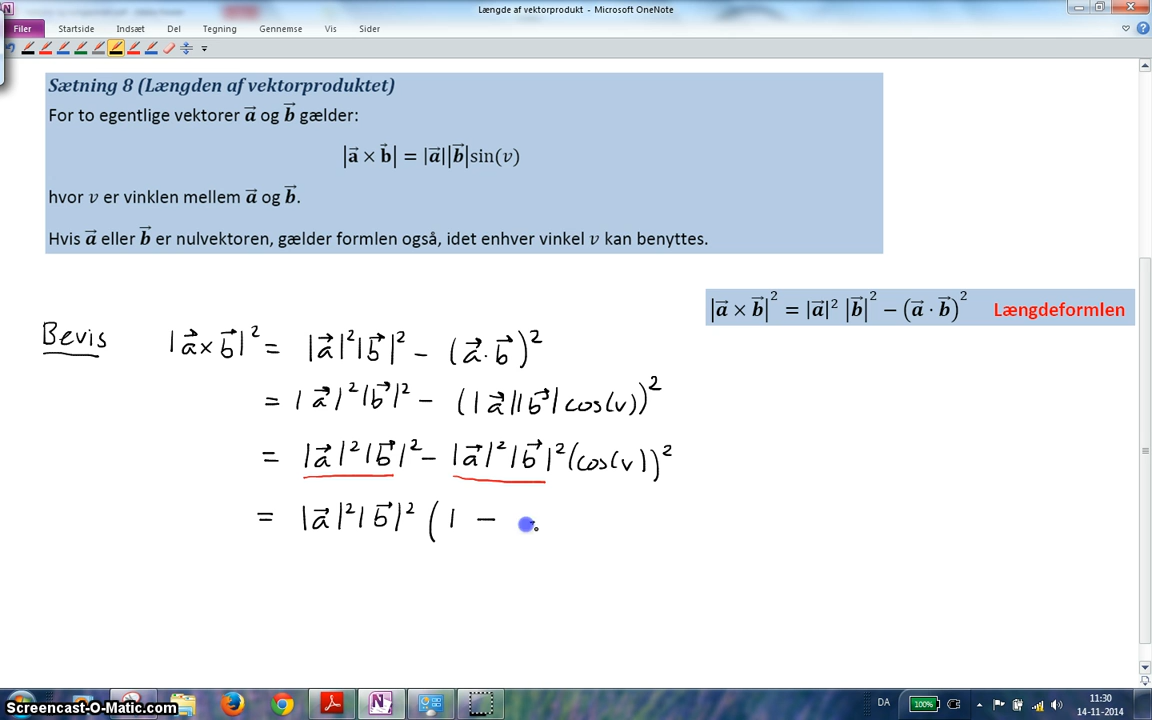 Længde af vektorprodukt - Microsoft OneNote
Filer Startside Indsæt Del Tegning Gennemse Vis Sider
Sætning 8 (Længden af vektorproduktet)
For to egentlige vektorer a⃗ og b⃗ gælder:
|a⃗ × b⃗| = |a⃗||b⃗|sin(v)
hvor v er vinklen mellem a⃗ og b⃗.
Hvis a⃗ eller b⃗ er nulvektoren, gælder formlen også, idet enhver vinkel v kan benyttes.
|a⃗ × b⃗|² = |a⃗|² |b⃗|² − (a⃗ · b⃗)² Længdeformlen
Bevis |a⃗ × b⃗|² = |a⃗|²|b⃗|² − (a⃗ · b⃗)²
= |a⃗|²|b⃗|² − (|a⃗||b⃗|cos(v))²
= |a⃗|²|b⃗|² − |a⃗|²|b⃗|²(cos(v))²
= |a⃗|²|b⃗|² (1 −
Screencast-O-Matic.com
DA 100% 11:30
14-11-2014